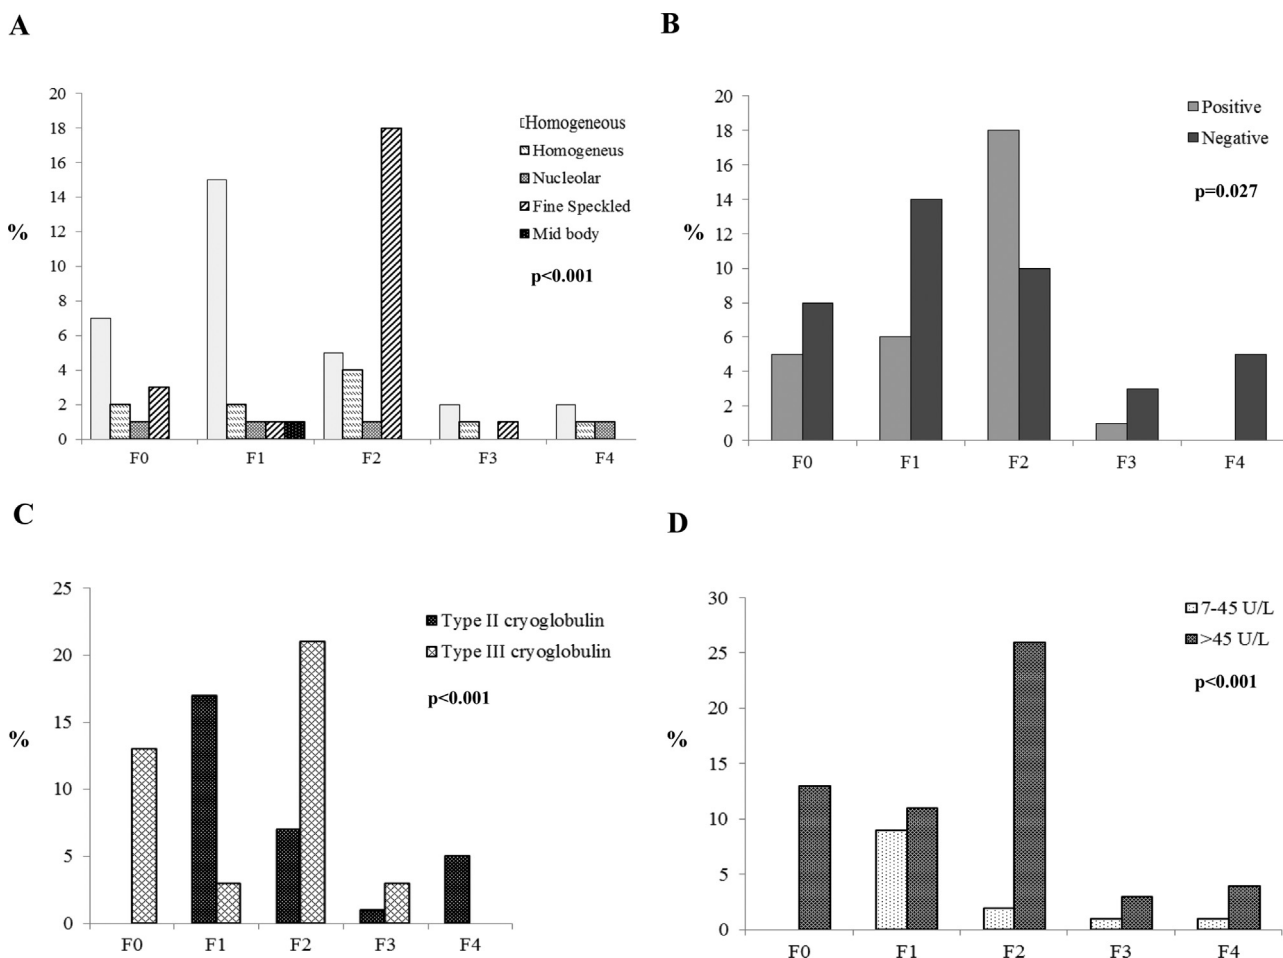 A
20
18
16
14
12
10
8
6
4
2
0
%
F0 F1 F2 F3 F4
Homogeneous
Homogeneus
Nucleolar
Fine Speckled
Mid body
p<0.001
B
20
18
16
14
12
10
8
6
4
2
0
%
F0 F1 F2 F3 F4
Positive
Negative
p=0.027
C
25
20
15
10
5
0
%
F0 F1 F2 F3 F4
Type II cryoglobulin
Type III cryoglobulin
p<0.001
D
30
25
20
15
10
5
0
%
F0 F1 F2 F3 F4
7-45 U/L
>45 U/L
p<0.001